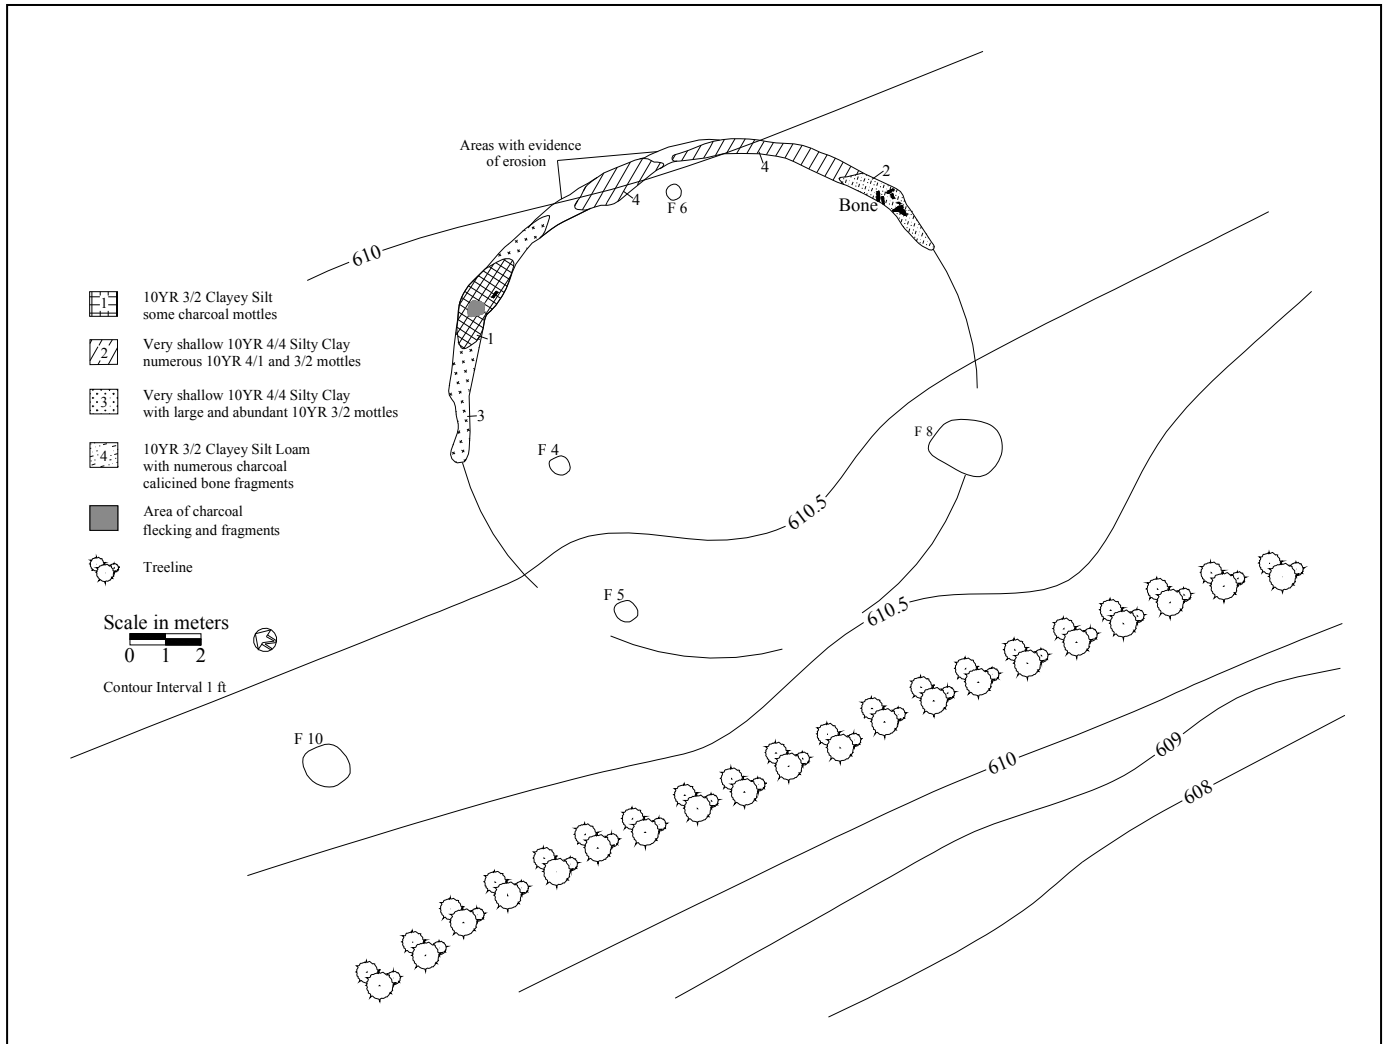 Areas with evidence
of erosion
4
2
4
F 6
Bone
610
1
10YR 3/2 Clayey Silt
some charcoal mottles
1
2
Very shallow 10YR 4/4 Silty Clay
numerous 10YR 4/1 and 3/2 mottles
3
Very shallow 10YR 4/4 Silty Clay
with large and abundant 10YR 3/2 mottles
3
F 8
4
10YR 3/2 Clayey Silt Loam
with numerous charcoal
calicined bone fragments
F 4
Area of charcoal
flecking and fragments
610.5
Treeline
F 5
610.5
Scale in meters
0 1 2
Contour Interval 1 ft
F 10
610
609
608